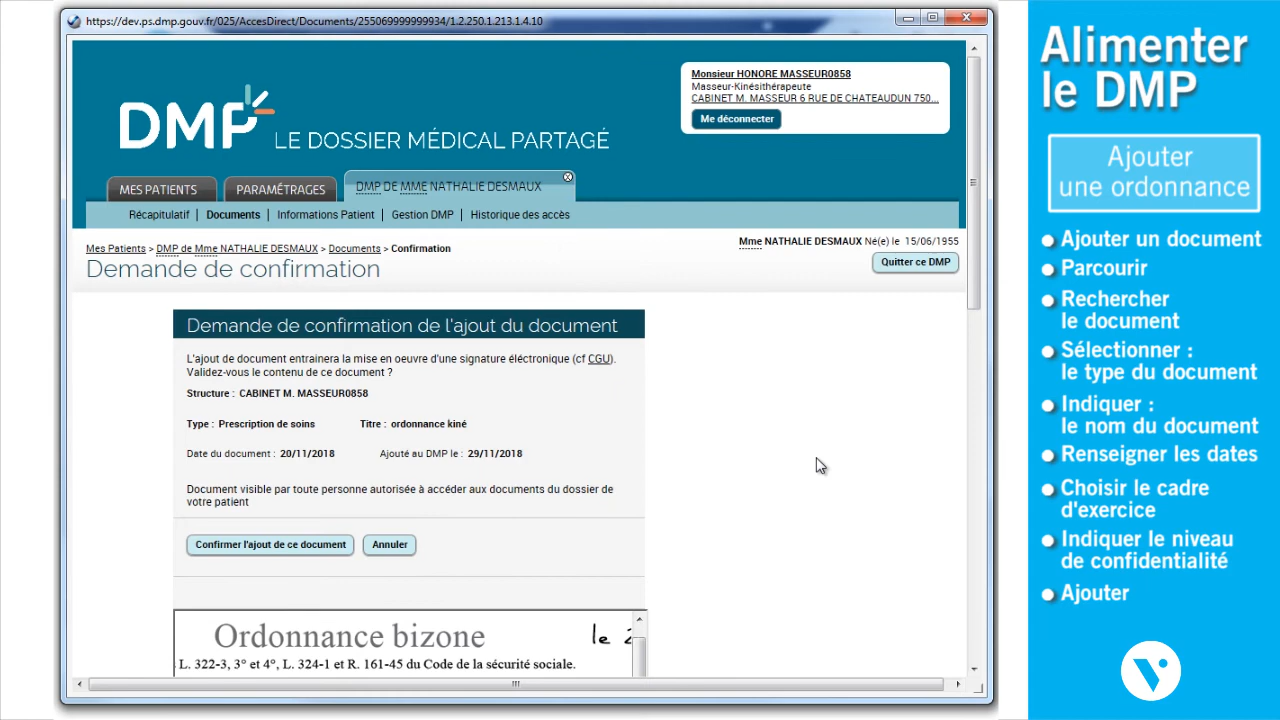 https://dev.ps.dmp.gouv.fr/025/AccesDirect/Documents/255069999999934/1.2.250.1.213.1.4.10
Monsieur HONORE MASSEUR0858
Masseur-Kinésithérapeute
CABINET M. MASSEUR 6 RUE DE CHATEAUDUN 750...
Me déconnecter
DMP LE DOSSIER MÉDICAL PARTAGÉ
MES PATIENTS PARAMÉTRAGES DMP DE MME NATHALIE DESMAUX
Récapitulatif | Documents | Informations Patient | Gestion DMP | Historique des accès
Mes Patients > DMP de Mme NATHALIE DESMAUX > Documents > Confirmation
Mme NATHALIE DESMAUX Né(e) le 15/06/1955
Demande de confirmation
Quitter ce DMP
Demande de confirmation de l'ajout du document
L'ajout de document entrainera la mise en oeuvre d'une signature éléctronique (cf CGU).
Validez-vous le contenu de ce document ?
Structure : CABINET M. MASSEUR0858
Type : Prescription de soins Titre : ordonnance kiné
Date du document : 20/11/2018 Ajouté au DMP le : 29/11/2018
Document visible par toute personne autorisée à accéder aux documents du dossier de
votre patient
Confirmer l'ajout de ce document Annuler
Ordonnance bizone le
L. 322-3, 3° et 4°, L. 324-1 et R. 161-45 du Code de la sécurité sociale.
Alimenter
le DMP
Ajouter
une ordonnance
Ajouter un document
Parcourir
Rechercher
le document
Sélectionner :
le type du document
Indiquer :
le nom du document
Renseigner les dates
Choisir le cadre
d'exercice
Indiquer le niveau
de confidentialité
Ajouter